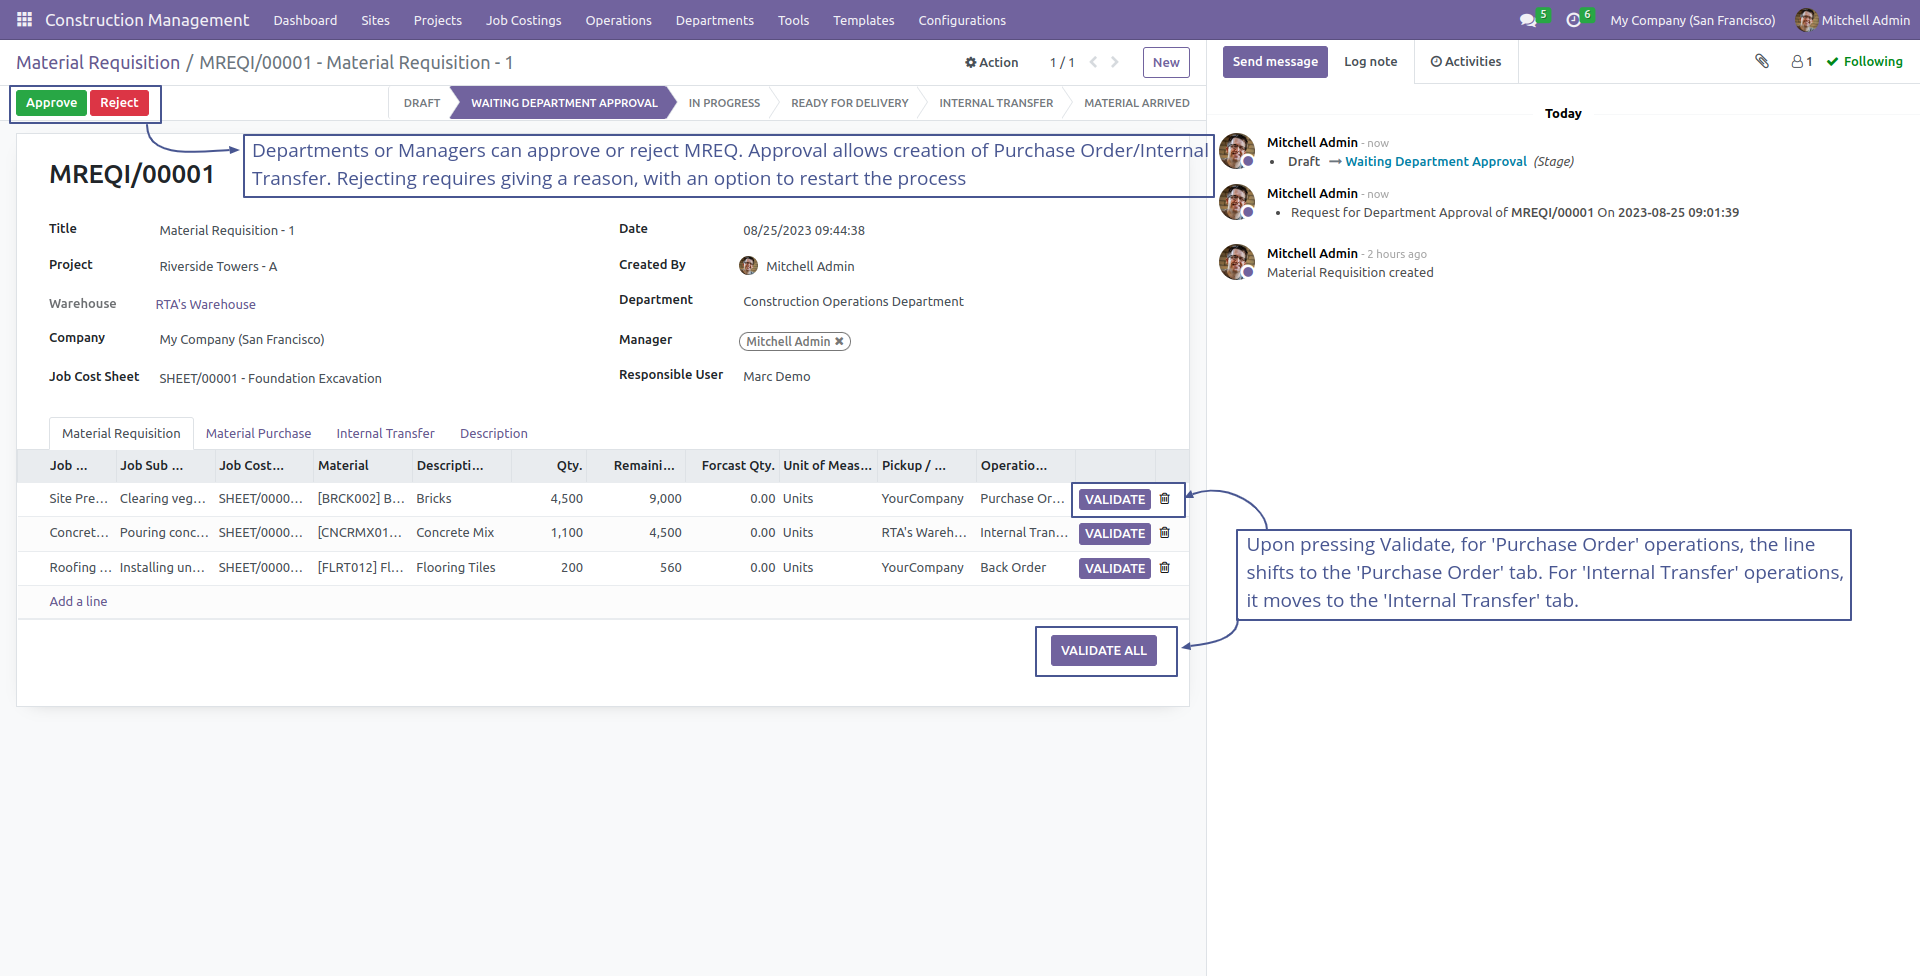 Construction Management Dashboard Sites Projects Job Costings Operations Departments Tools Templates Configurations 5 6 My Company (San Francisco) Mitchell Admin
Material Requisition / MREQI/00001 - Material Requisition - 1 Action 1 / 1 New
Approve Reject DRAFT WAITING DEPARTMENT APPROVAL IN PROGRESS READY FOR DELIVERY INTERNAL TRANSFER MATERIAL ARRIVED
Departments or Managers can approve or reject MREQ. Approval allows creation of Purchase Order/Internal
Transfer. Rejecting requires giving a reason, with an option to restart the process
MREQI/00001
Title Material Requisition - 1
Project Riverside Towers - A
Warehouse RTA's Warehouse
Company My Company (San Francisco)
Job Cost Sheet SHEET/00001 - Foundation Excavation
Date 08/25/2023 09:44:38
Created By Mitchell Admin
Department Construction Operations Department
Manager Mitchell Admin ✖
Responsible User Marc Demo
Material Requisition Material Purchase Internal Transfer Description
Job ... Job Sub ... Job Cost... Material Descripti... Qty. Remaini... Forcast Qty. Unit of Meas... Pickup / ... Operatio...
Site Pre... Clearing veg... SHEET/0000... [BRCK002] B... Bricks 4,500 9,000 0.00 Units YourCompany Purchase Or... VALIDATE
Concret... Pouring conc... SHEET/0000... [CNCRMX01... Concrete Mix 1,100 4,500 0.00 Units RTA's Wareh... Internal Tran... VALIDATE
Roofing ... Installing un... SHEET/0000... [FLRT012] Fl... Flooring Tiles 200 560 0.00 Units YourCompany Back Order VALIDATE
Add a line
VALIDATE ALL
Send message Log note Activities 1 Following
Today
Mitchell Admin - now
• Draft → Waiting Department Approval (Stage)
Mitchell Admin - now
• Request for Department Approval of MREQI/00001 On 2023-08-25 09:01:39
Mitchell Admin - 2 hours ago
Material Requisition created
Upon pressing Validate, for 'Purchase Order' operations, the line
shifts to the 'Purchase Order' tab. For 'Internal Transfer' operations,
it moves to the 'Internal Transfer' tab.